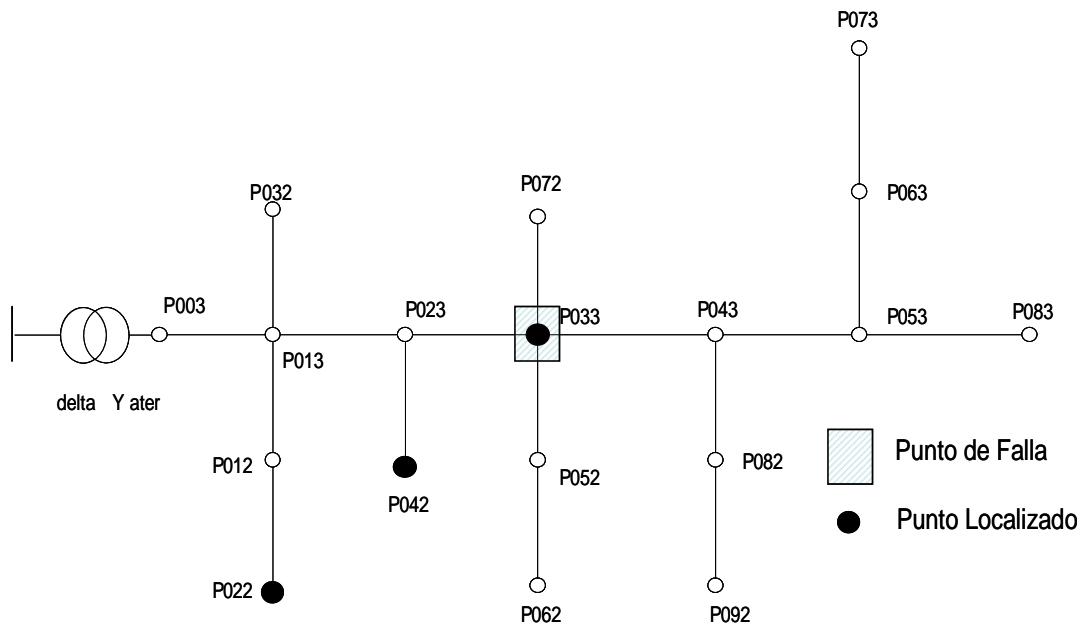 P073
P072
P032
P063
P003
P023
P033
P043
P053
P083
P013
delta Y ater
Punto de Falla
P012
P052
P082
P042
Punto Localizado
P022
P062
P092